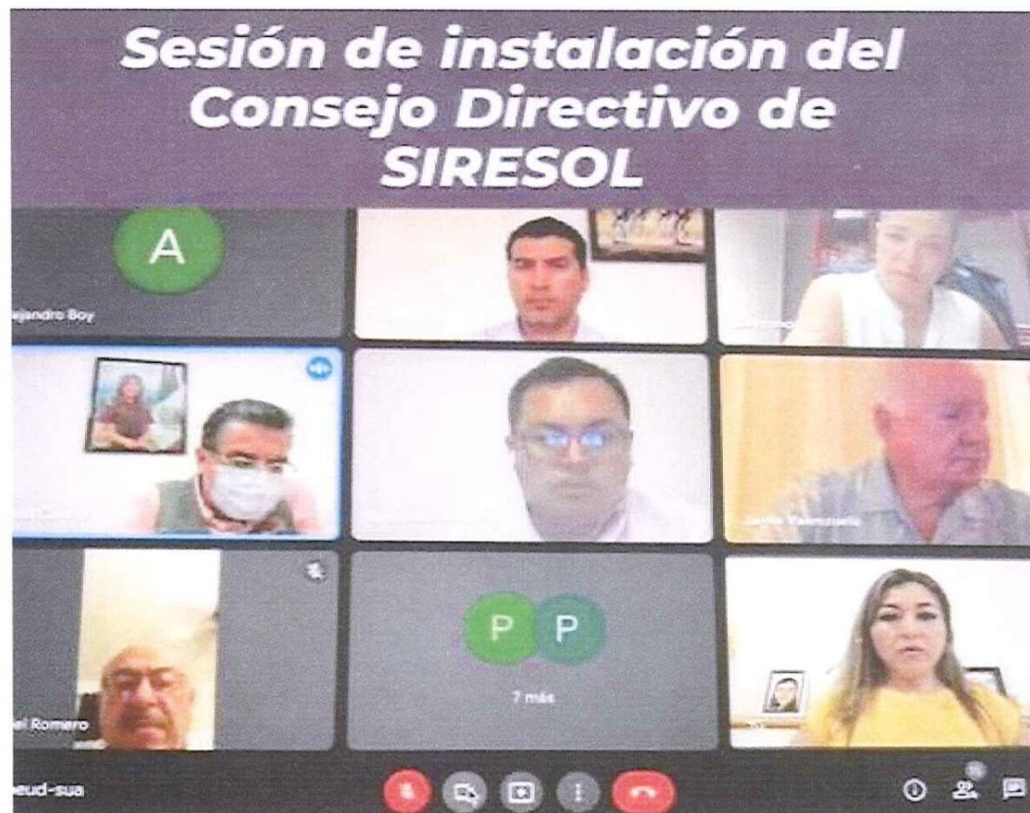 Sesión de instalación del
Consejo Directivo de
SIRESOL
A
ejandro Boy
P P
7 más
el Romero
eud-sua